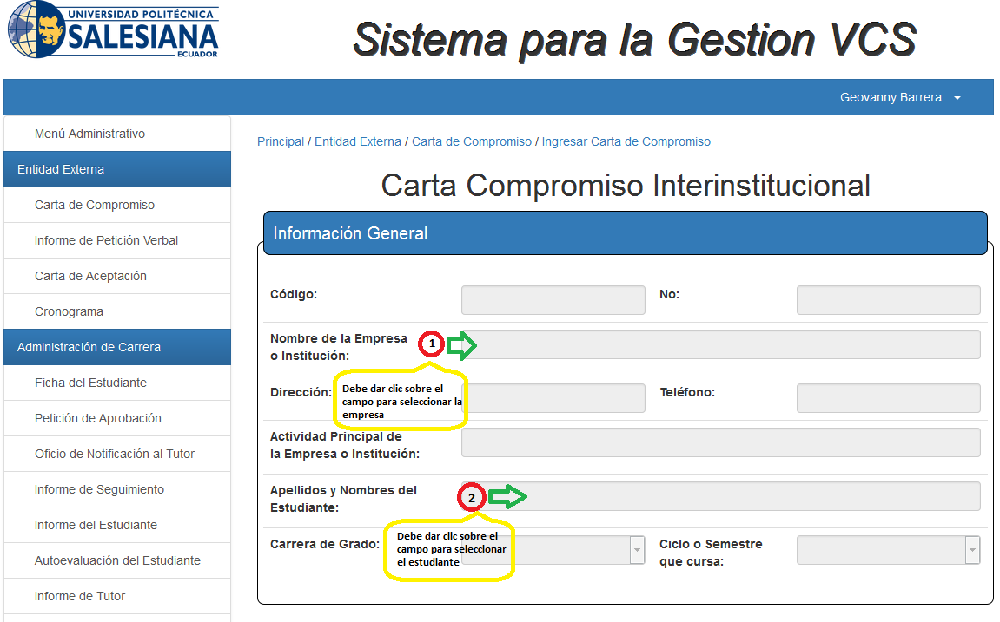 UNIVERSIDAD POLITÉCNICA
SALESIANA
ECUADOR
Sistema para la Gestion VCS
Geovanny Barrera
Menú Administrativo
Entidad Externa
Carta de Compromiso
Informe de Petición Verbal
Carta de Aceptación
Cronograma
Administración de Carrera
Ficha del Estudiante
Petición de Aprobación
Oficio de Notificación al Tutor
Informe de Seguimiento
Informe del Estudiante
Autoevaluación del Estudiante
Informe de Tutor
Principal / Entidad Externa / Carta de Compromiso / Ingresar Carta de Compromiso
Carta Compromiso Interinstitucional
Información General
Código:
No:
Nombre de la Empresa
o Institución:
1
Dirección:
Debe dar clic sobre el
campo para seleccionar la
empresa
Teléfono:
Actividad Principal de
la Empresa o Institución:
Apellidos y Nombres del
Estudiante:
2
Carrera de Grado:
Debe dar clic sobre el
campo para seleccionar
el estudiante
Ciclo o Semestre
que cursa: